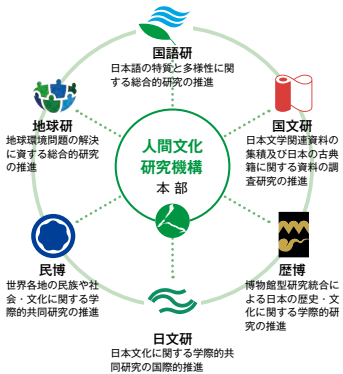 国語研
日本語の特質と多様性に関
する総合的研究の推進
国文研
日本文学関連資料の
集積及び日本の古典
籍に関する資料の調
査研究の推進
地球研
地球環境問題の解決
に資する総合的研究
の推進
人間文化
研究機構
本 部
民博
世界各地の民族や社
会・文化に関する学
際的共同研究の推進
歴博
博物館型研究統合に
よる日本の歴史・文
化に関する学際的研
究の推進
日文研
日本文化に関する学際的共
同研究の国際的推進